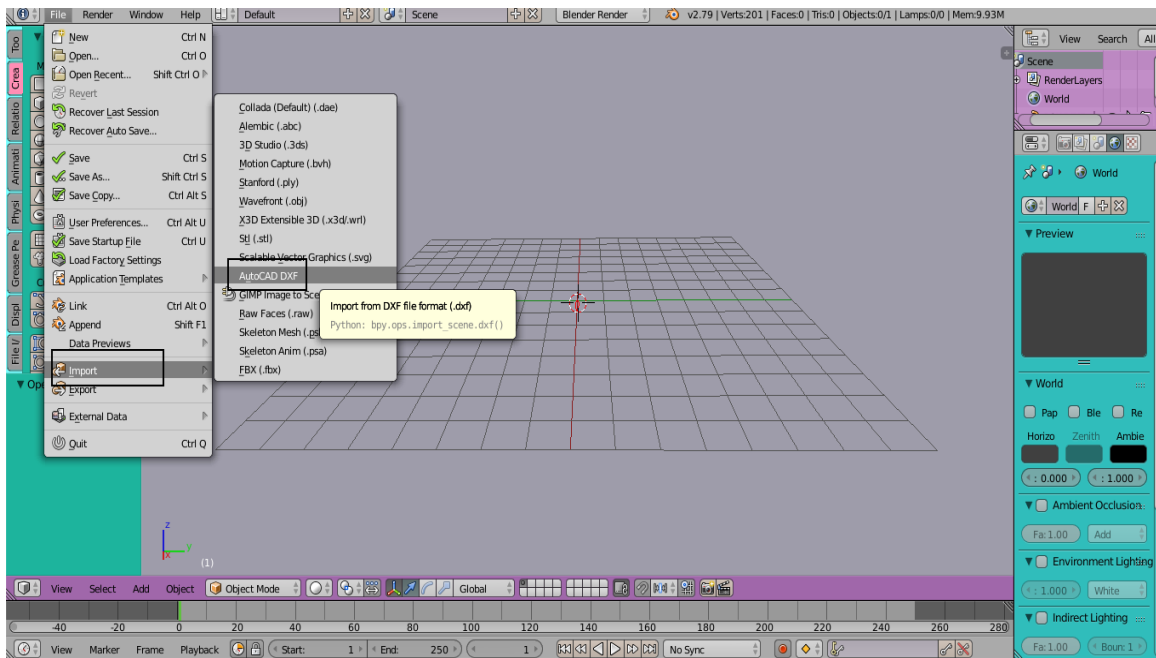 File Render Window Help Default Scene Blender Render v2.79 | Verts:201 | Faces:0 | Tris:0 | Objects:0/1 | Lamps:0/0 | Mem:9.93M
New Ctrl N
Open... Ctrl O
Open Recent... Shift Ctrl O
Revert
Recover Last Session
Recover Auto Save...
Save Ctrl S
Save As... Shift Ctrl S
Save Copy... Ctrl Alt S
User Preferences... Ctrl Alt U
Save Startup File Ctrl U
Load Factory Settings
Application Templates
Link Ctrl Alt O
Append Shift F1
Data Previews
Import
Export
External Data
Quit Ctrl Q
Collada (Default) (.dae)
Alembic (.abc)
3D Studio (.3ds)
Motion Capture (.bvh)
Stanford (.ply)
Wavefront (.obj)
X3D Extensible 3D (.x3d/.wrl)
Stl (.stl)
Scalable Vector Graphics (.svg)
AutoCAD DXF
GIMP Image to Sce
Raw Faces (.raw)
Skeleton Mesh (.ps
Skeleton Anim (.psa)
FBX (.fbx)
Import from DXF file format (.dxf)
Python: bpy.ops.import_scene.dxf()
Too
Crea
Relatio
Animati
Physi
Grease Pe
Displ
File I/
Ope
z
y
x
(1)
View Search All
Scene
RenderLayers
World
World
World F
Preview
World
Pap Ble Re
Horizo Zenith Ambie
: 0.000 : 1.000
Ambient Occlusion
Fa: 1.00 Add
Environment Lighting
: 1.000 White
Indirect Lighting
Fa: 1.00 Boun: 1
View Select Add Object Object Mode Global
-40 -20 0 20 40 60 80 100 120 140 160 180 200 220 240 260 280
View Marker Frame Playback Start: 1 End: 250 1 No Sync